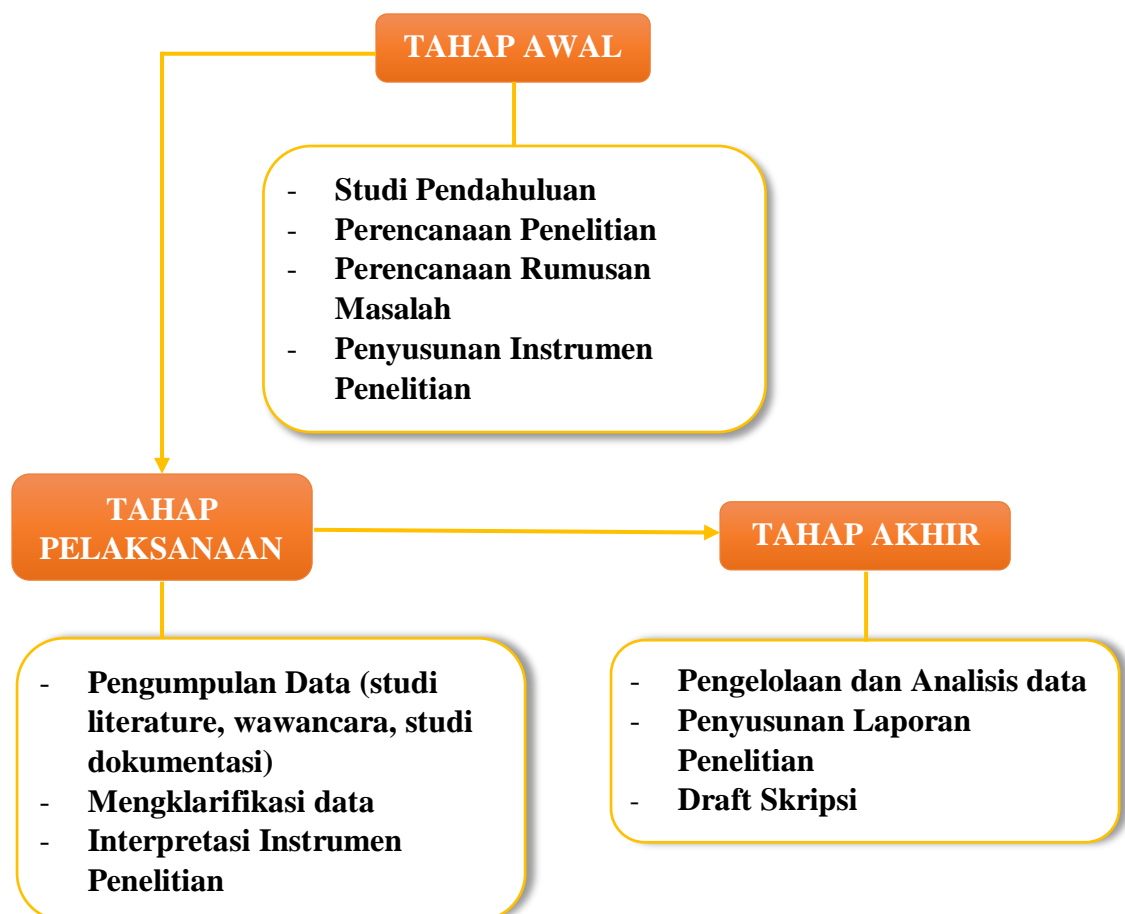 TAHAP AWAL
- Studi Pendahuluan
- Perencanaan Penelitian
- Perencanaan Rumusan
Masalah
- Penyusunan Instrumen
Penelitian
TAHAP
PELAKSANAAN
- Pengumpulan Data (studi
literature, wawancara, studi
dokumentasi)
- Mengklarifikasi data
- Interpretasi Instrumen
Penelitian
TAHAP AKHIR
- Pengelolaan dan Analisis data
- Penyusunan Laporan
Penelitian
- Draft Skripsi